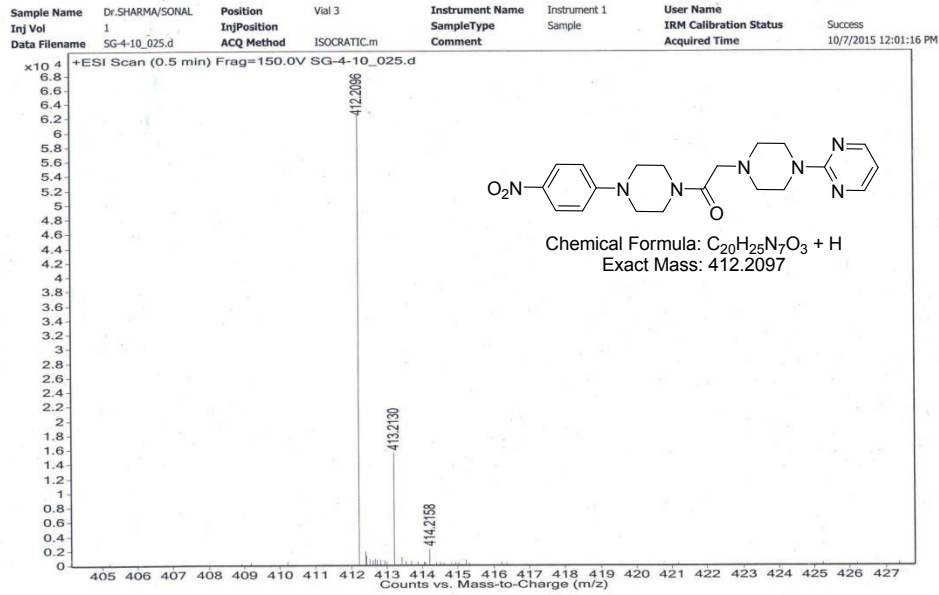 Sample Name Dr.SHARMA/SONAL Position Vial 3 Instrument Name Instrument 1 User Name
Inj Vol 1 InjPosition SampleType Sample IRM Calibration Status Success
Data Filename SG-4-10_025.d ACQ Method ISOCRATIC.m Comment Acquired Time 10/7/2015 12:01:16 PM
x10 4 +ESI Scan (0.5 min) Frag=150.0V SG-4-10_025.d
6.8
6.6
6.4
6.2
6
5.8
5.6
5.4
5.2
5
4.8
4.6
4.4
4.2
4
3.8
3.6
3.4
3.2
3
2.8
2.6
2.4
2.2
2
1.8
1.6
1.4
1.2
1
0.8
0.6
0.4
0.2
0
412.2096
413.2130
414.2158
O2N
N
N
O
N
N
N
N
Chemical Formula: C20H25N7O3 + H
Exact Mass: 412.2097
405 406 407 408 409 410 411 412 413 414 415 416 417 418 419 420 421 422 423 424 425 426 427
Counts vs. Mass-to-Charge (m/z)